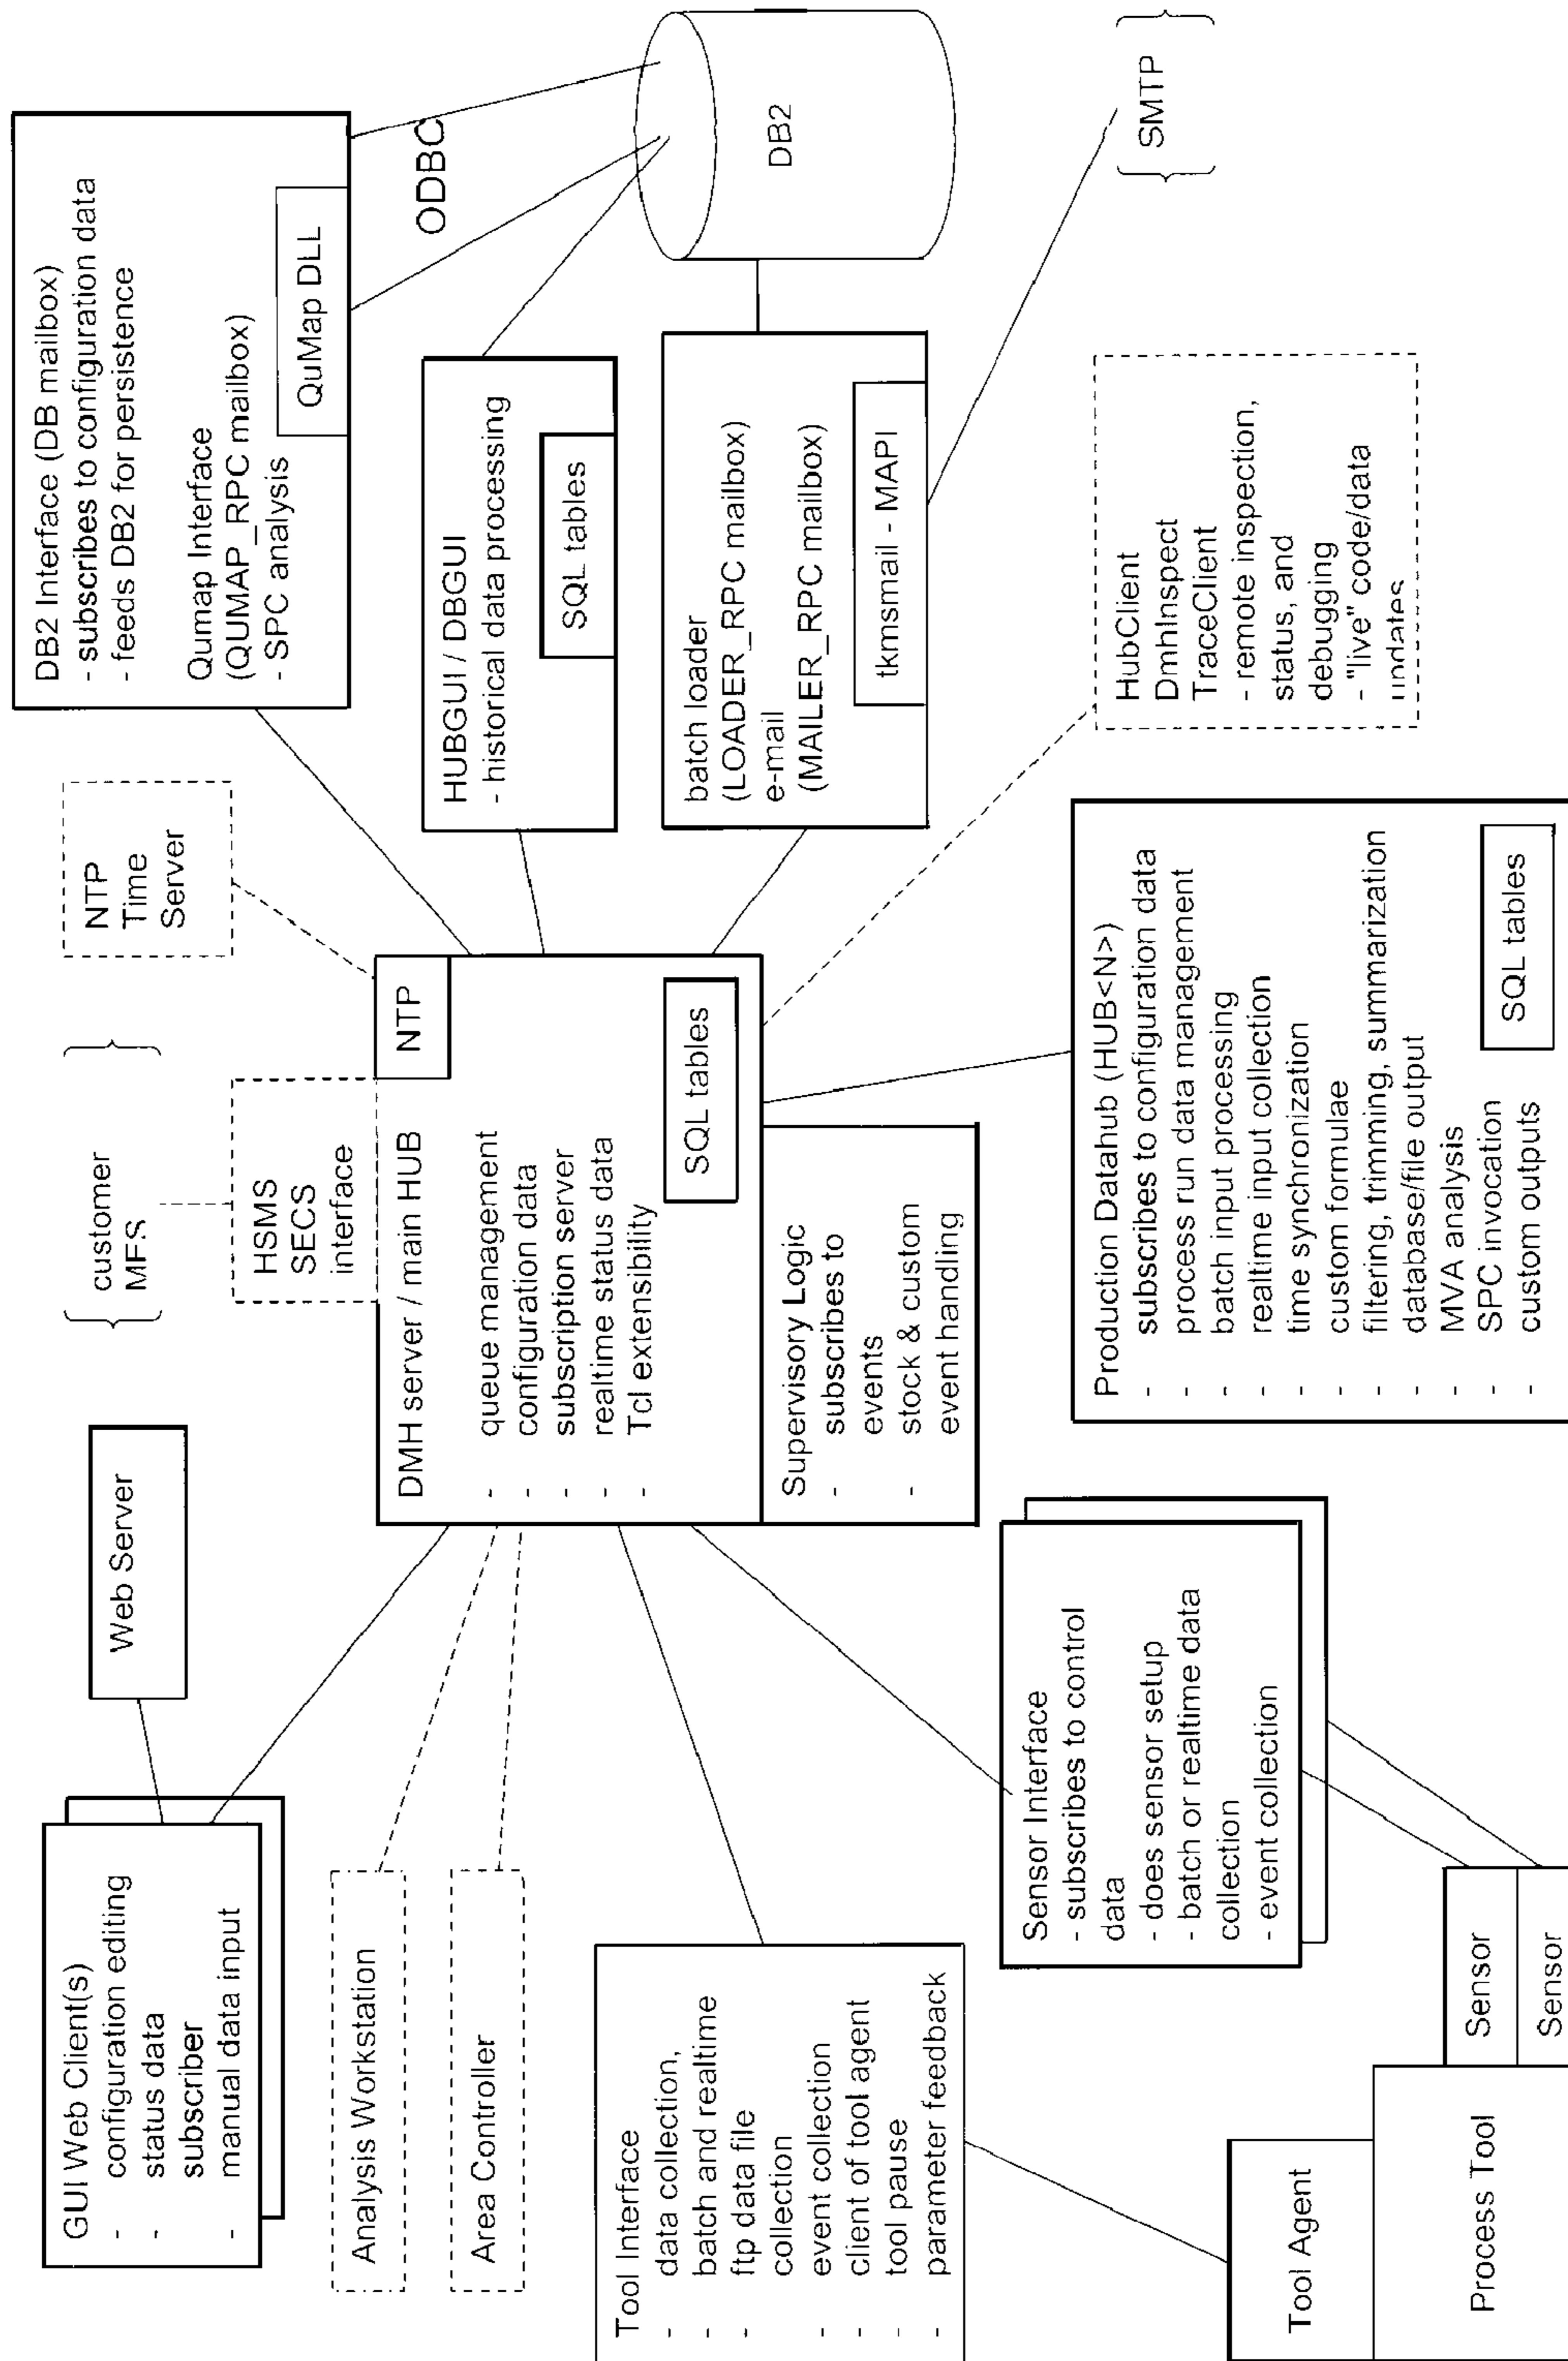 GUI Web Client(s)
- configuration editing
- status data
subscriber
- manual data input
Web Server
customer
MES
HSMS
SECS
interface
NTP
Time
Server
DB2 Interface (DB mailbox)
- subscribes to configuration data
- feeds DB2 for persistence
Qumap Interface
(QUMAP_RPC mailbox)
- SPC analysis
QuMap DLL
Analysis Workstation
Area Controller
DMH server / main HUB
NTP
- queue management
- configuration data
- subscription server
- realtime status data
- Tcl extensibility
SQL tables
Supervisory Logic
- subscribes to
events
- stock & custom
event handling
HUBGUI / DBGUI
- historical data processing
SQL tables
ODBC
DB2
batch loader
(LOADER_RPC mailbox)
e-mail
(MAILER_RPC mailbox)
tkmsmail - MAPI
SMTP
Tool Interface
- data collection,
- batch and realtime
- ftp data file
collection
- event collection
- client of tool agent
- tool pause
- parameter feedback
Sensor Interface
- subscribes to control
data
- does sensor setup
- batch or realtime data
collection
- event collection
Production Datahub (HUB<N>)
- subscribes to configuration data
- process run data management
- batch input processing
- realtime input collection
- time synchronization
- custom formulae
- filtering, trimming, summarization
- database/file output
- MVA analysis
- SPC invocation
- custom outputs
SQL tables
HubClient
DmhInspect
TraceClient
- remote inspection,
status, and
debugging
- "live" code/data
updates
Tool Agent
Process Tool
Sensor
Sensor